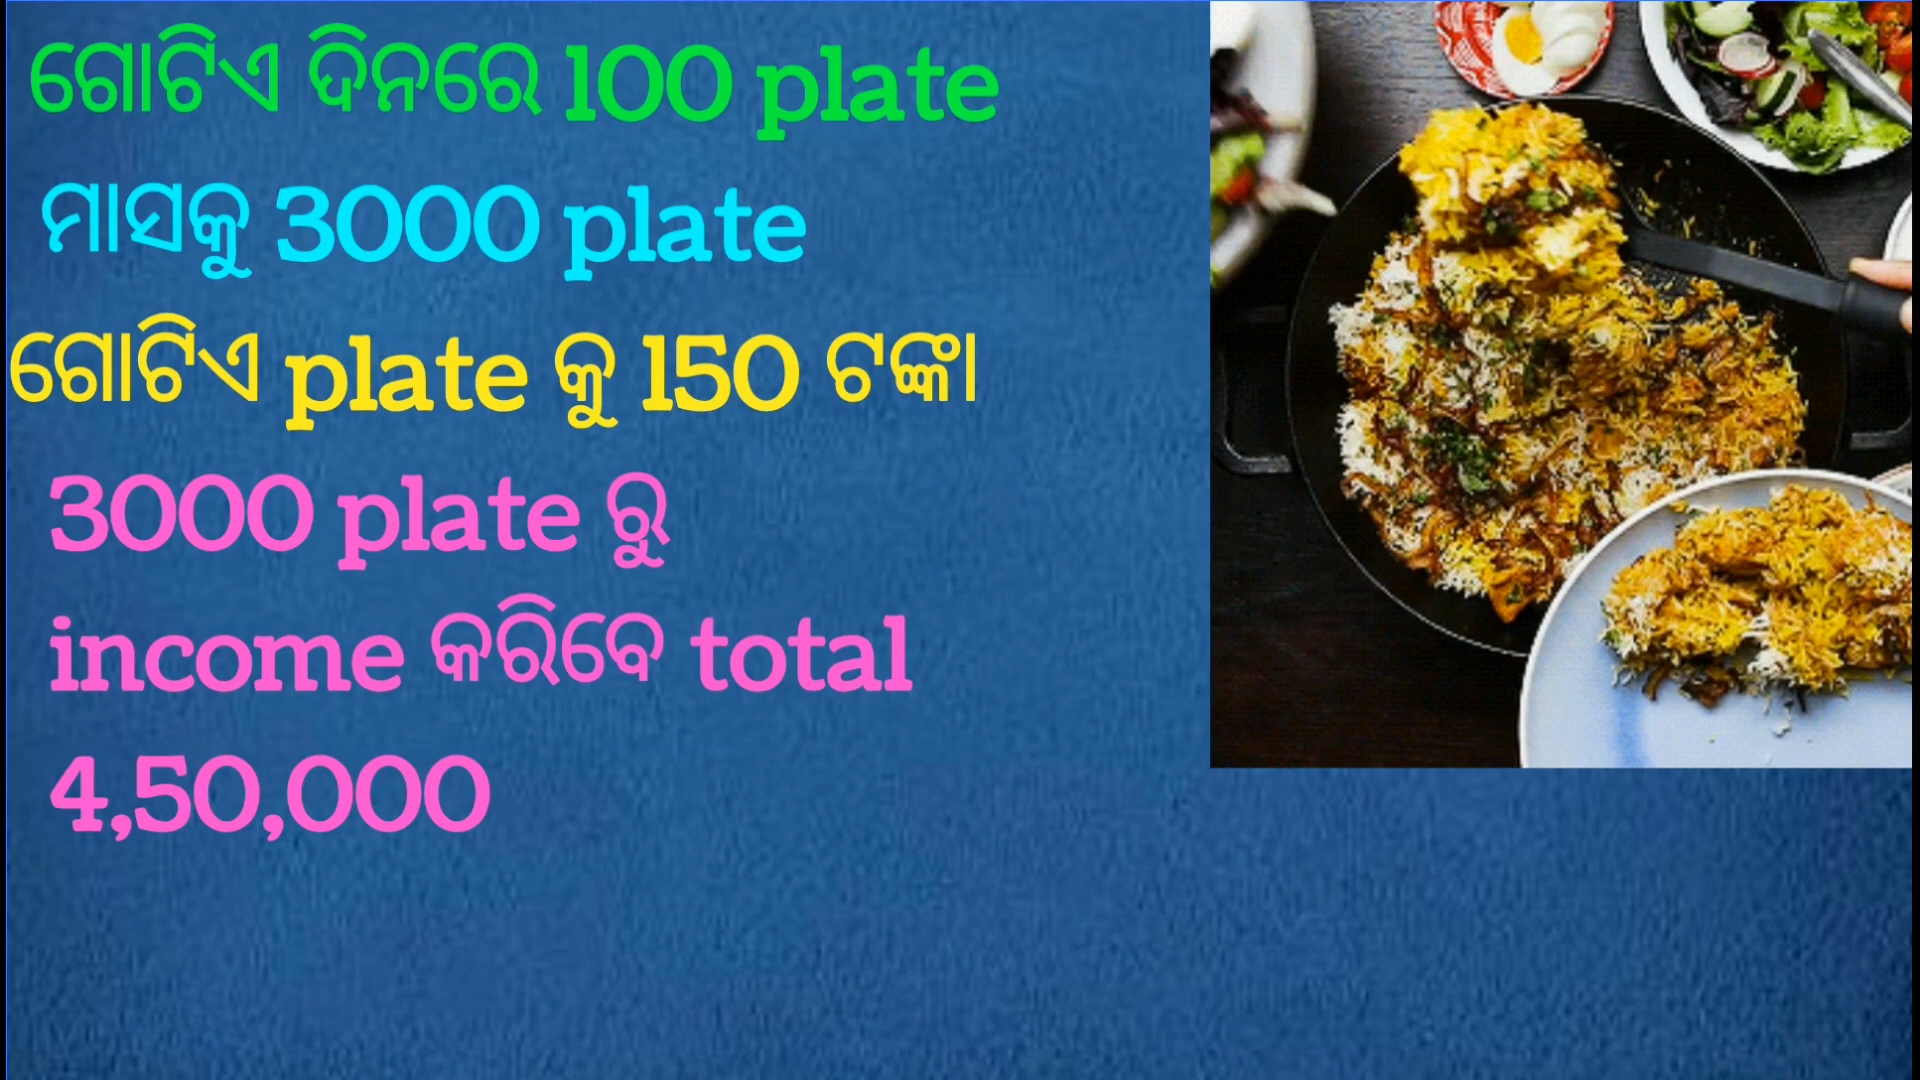 ଗୋଟିଏ ଦିନରେ 100 plate
ମାସକୁ 3000 plate
ଗୋଟିଏ plate କୁ 150 ଟଙ୍କା
3000 plate ରୁ
income କରିବେ total
4,50,000